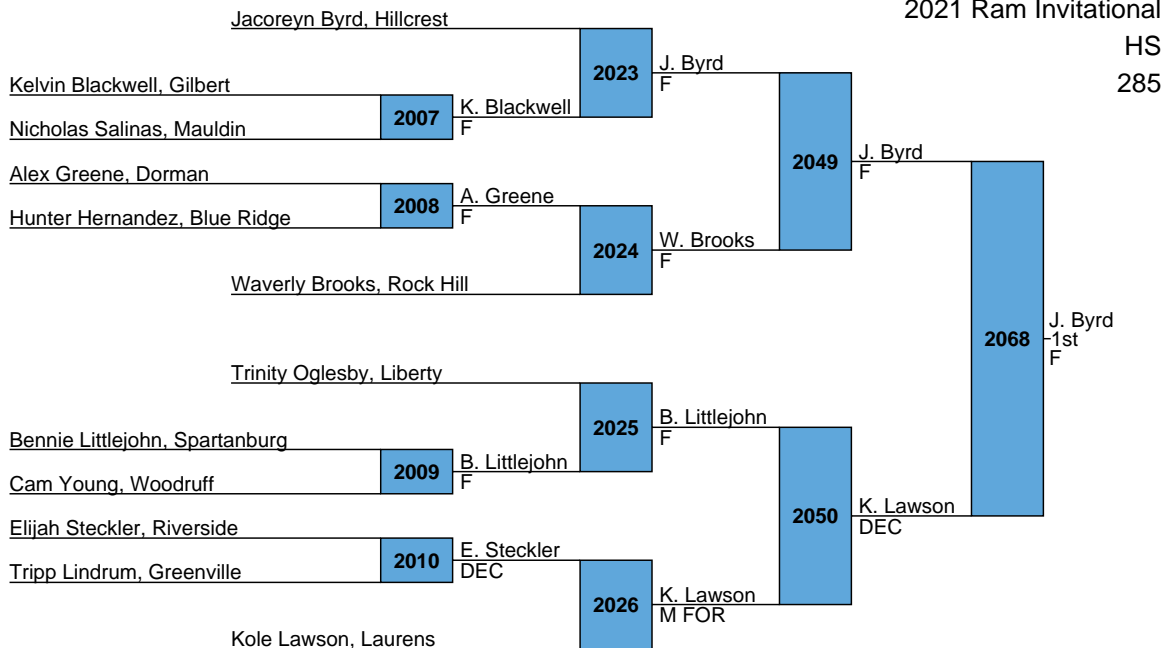 2021 Ram Invitational
HS
285
Jacoreyn Byrd, Hillcrest
2023
J. Byrd
F
Kelvin Blackwell, Gilbert
2007
K. Blackwell
F
Nicholas Salinas, Mauldin
2049
J. Byrd
F
Alex Greene, Dorman
2008
A. Greene
F
Hunter Hernandez, Blue Ridge
2024
W. Brooks
F
Waverly Brooks, Rock Hill
2068
J. Byrd
1st
F
Trinity Oglesby, Liberty
2025
B. Littlejohn
F
Bennie Littlejohn, Spartanburg
2009
B. Littlejohn
F
Cam Young, Woodruff
2050
K. Lawson
DEC
Elijah Steckler, Riverside
2010
E. Steckler
DEC
Tripp Lindrum, Greenville
2026
K. Lawson
M FOR
Kole Lawson, Laurens